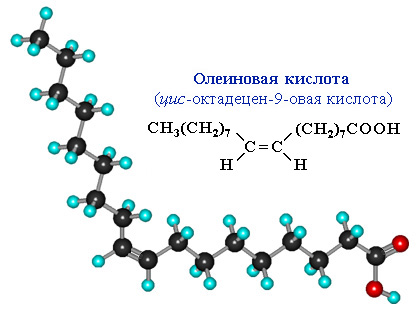 Олеиновая кислота
(цис-октадецен-9-овая кислота)
CH3(CH2)7 (CH2)7COOH
C=C
H H